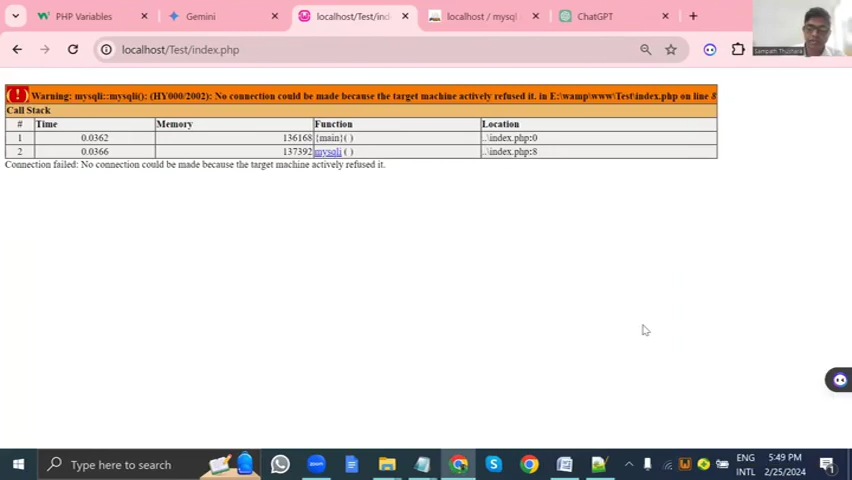 PHP Variables
Gemini
localhost/Test/inde
localhost / mysql
ChatGPT
localhost/Test/index.php
Sampath Thuchara
( ! ) Warning: mysqli::mysqli(): (HY000/2002): No connection could be made because the target machine actively refused it. in E:\wamp\www\Test\index.php on line 8
Call Stack
# Time Memory Function Location
1 0.0362 136168 {main}( ) ..\index.php:0
2 0.0366 137392 mysqli ( ) ..\index.php:8
Connection failed: No connection could be made because the target machine actively refused it.
Type here to search
ENG
INTL
5:49 PM
2/25/2024
1